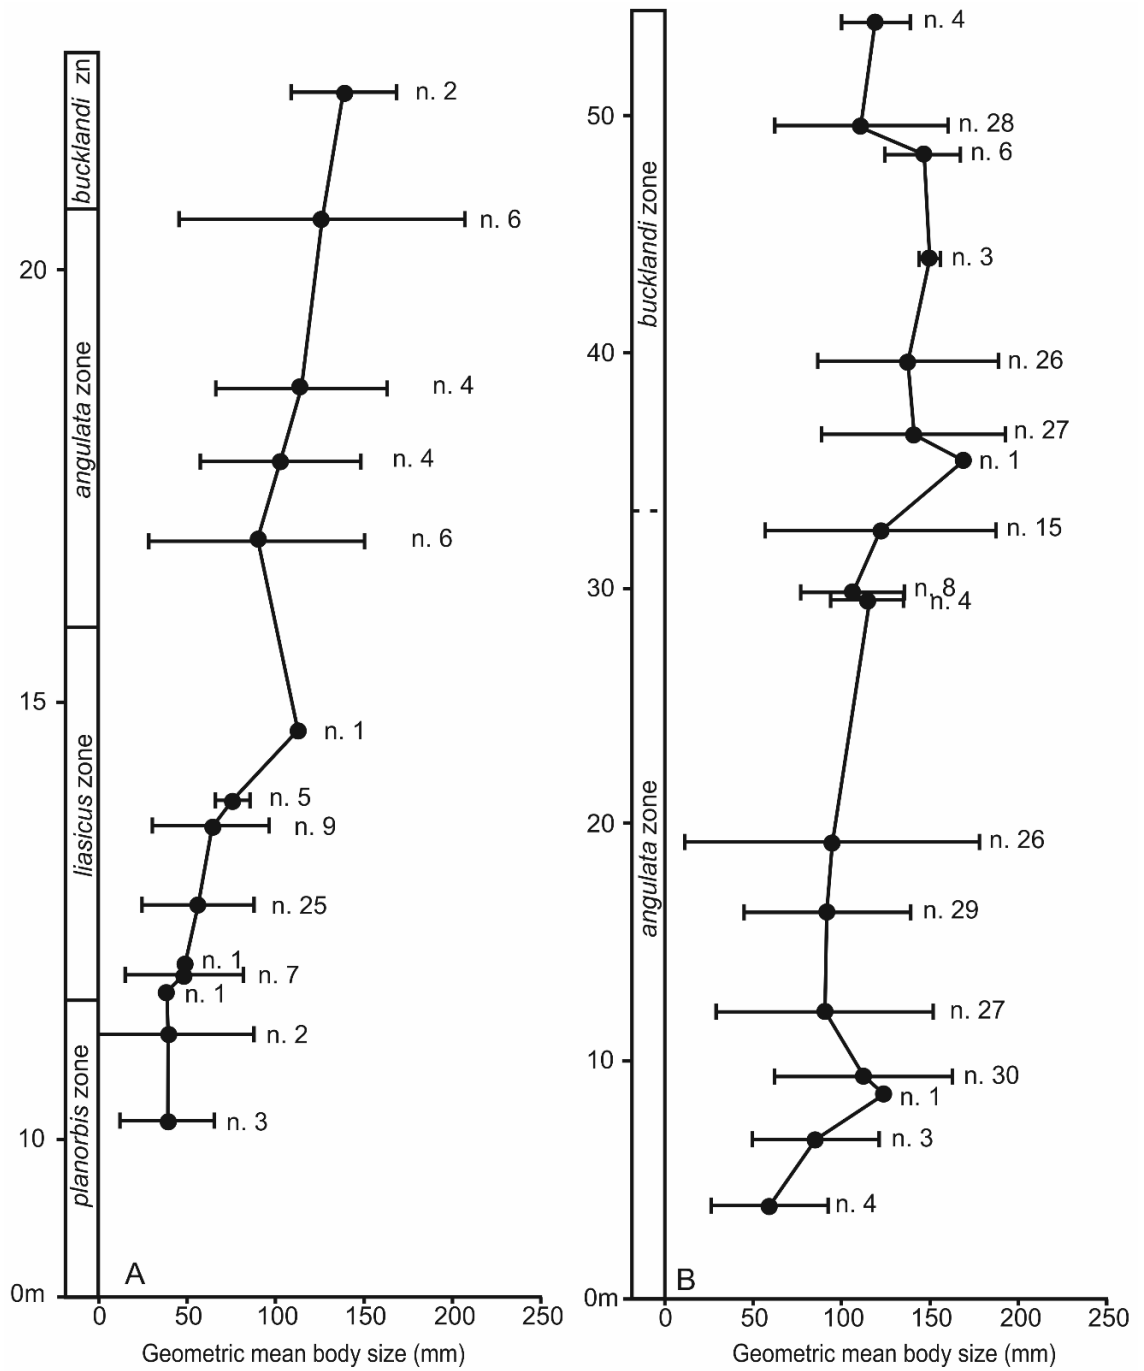 bucklandi zn
n. 2
n. 6
20
angulata zone
n. 4
n. 4
n. 6
15
n. 1
liasicus zone
n. 5
n. 9
n. 25
n. 1
n. 7
n. 1
n. 2
planorbis zone
10
n. 3
0m
A
0 50 100 150 200 250
Geometric mean body size (mm)
n. 4
50
n. 28
n. 6
bucklandi zone
n. 3
40
n. 26
n. 27
n. 1
n. 15
30
n. 8
n. 4
angulata zone
20
n. 26
n. 29
n. 27
10
n. 30
n. 1
n. 3
n. 4
0m
B
0 50 100 150 200 250
Geometric mean body size (mm)